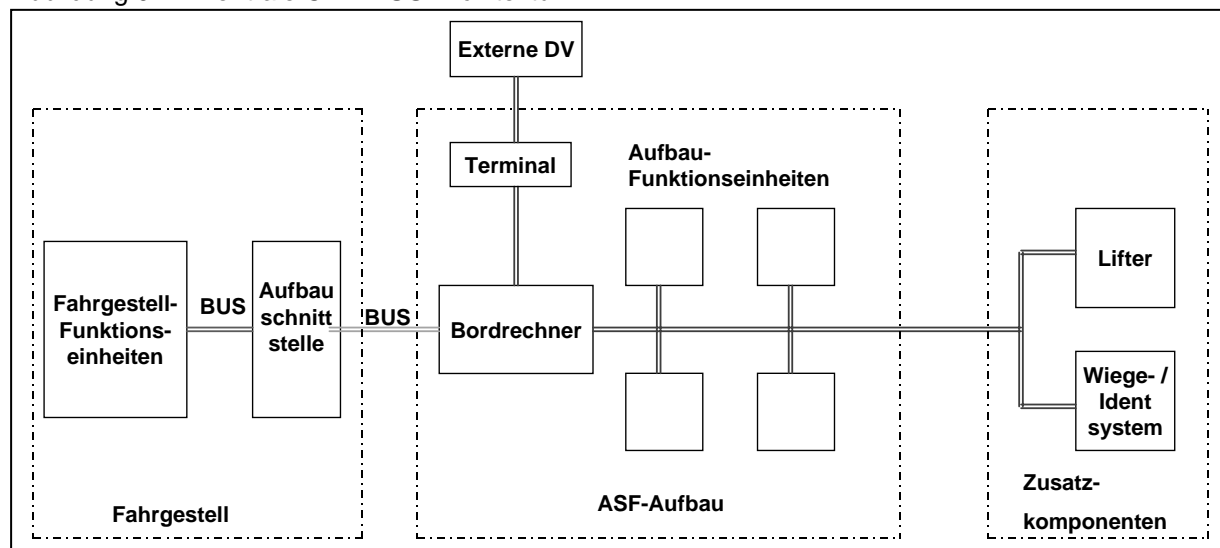 Externe DV
Terminal
Aufbau-
Funktionseinheiten
Fahrgestell-
Funktions-
einheiten
BUS
Aufbau
schnitt
stelle
BUS
Bordrechner
Lifter
Wiege- /
Ident
system
Fahrgestell
ASF-Aufbau
Zusatz-
komponenten